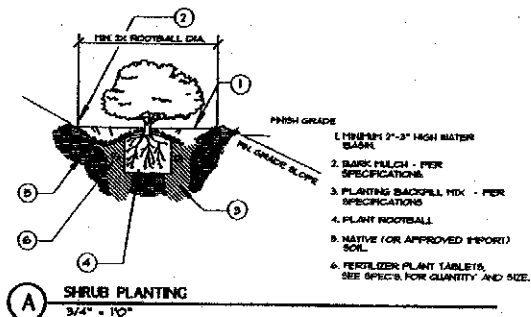 2
MIN. 2X ROOTBALL DIA.
1
FINISH GRADE
FIN. GRADE SLOPE
1. MINIMUM 2"-3" HIGH WATER
BASIN.
2. BARK MULCH - PER
SPECIFICATIONS.
3. PLANTING BACKFILL MIX - PER
SPECIFICATIONS
4. PLANT ROOTBALL
5. NATIVE (OR APPROVED IMPORT)
SOIL.
6. FERTILIZER PLANT TABLETS,
SEE SPEC'S. FOR QUANTITY AND SIZE.
5
6
3
4
A
SHRUB PLANTING
3/4" = 1'0"